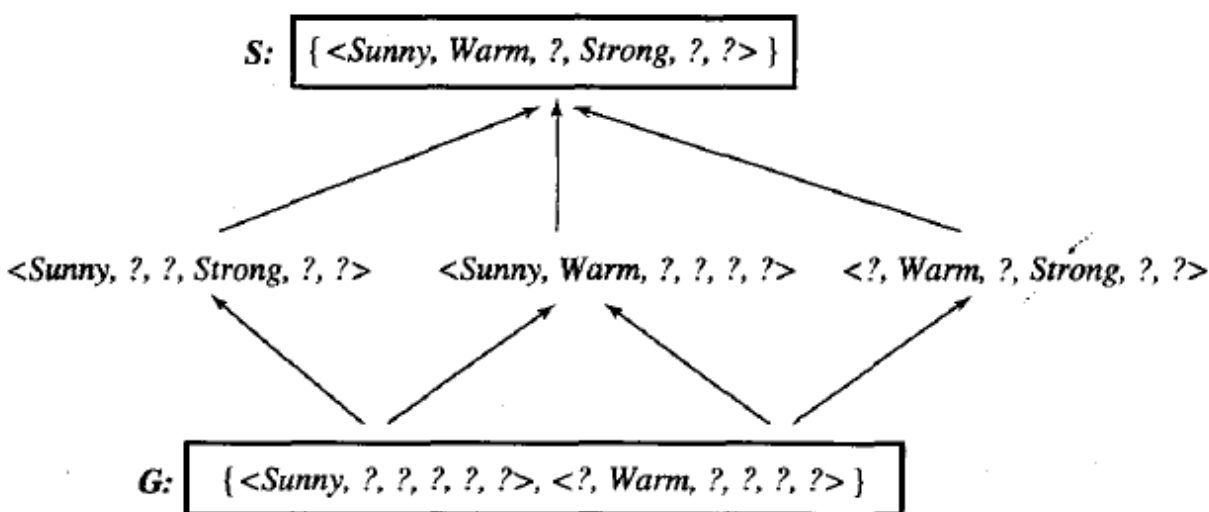 S: { <Sunny, Warm, ?, Strong, ?, ?> }
<Sunny, ?, ?, Strong, ?, ?> <Sunny, Warm, ?, ?, ?, ?> <?, Warm, ?, Strong, ?, ?>
G: { <Sunny, ?, ?, ?, ?, ?>, <?, Warm, ?, ?, ?, ?> }